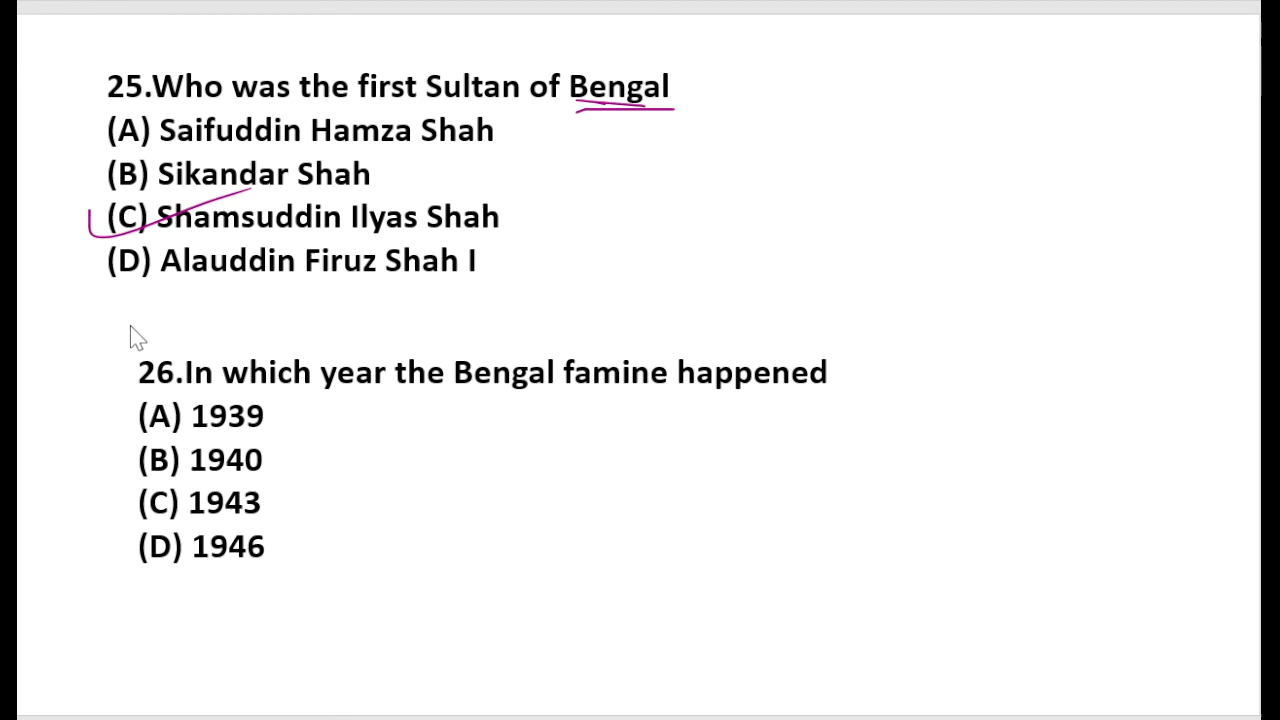 25.Who was the first Sultan of Bengal
(A) Saifuddin Hamza Shah
(B) Sikandar Shah
(C) Shamsuddin Ilyas Shah
(D) Alauddin Firuz Shah I
26.In which year the Bengal famine happened
(A) 1939
(B) 1940
(C) 1943
(D) 1946